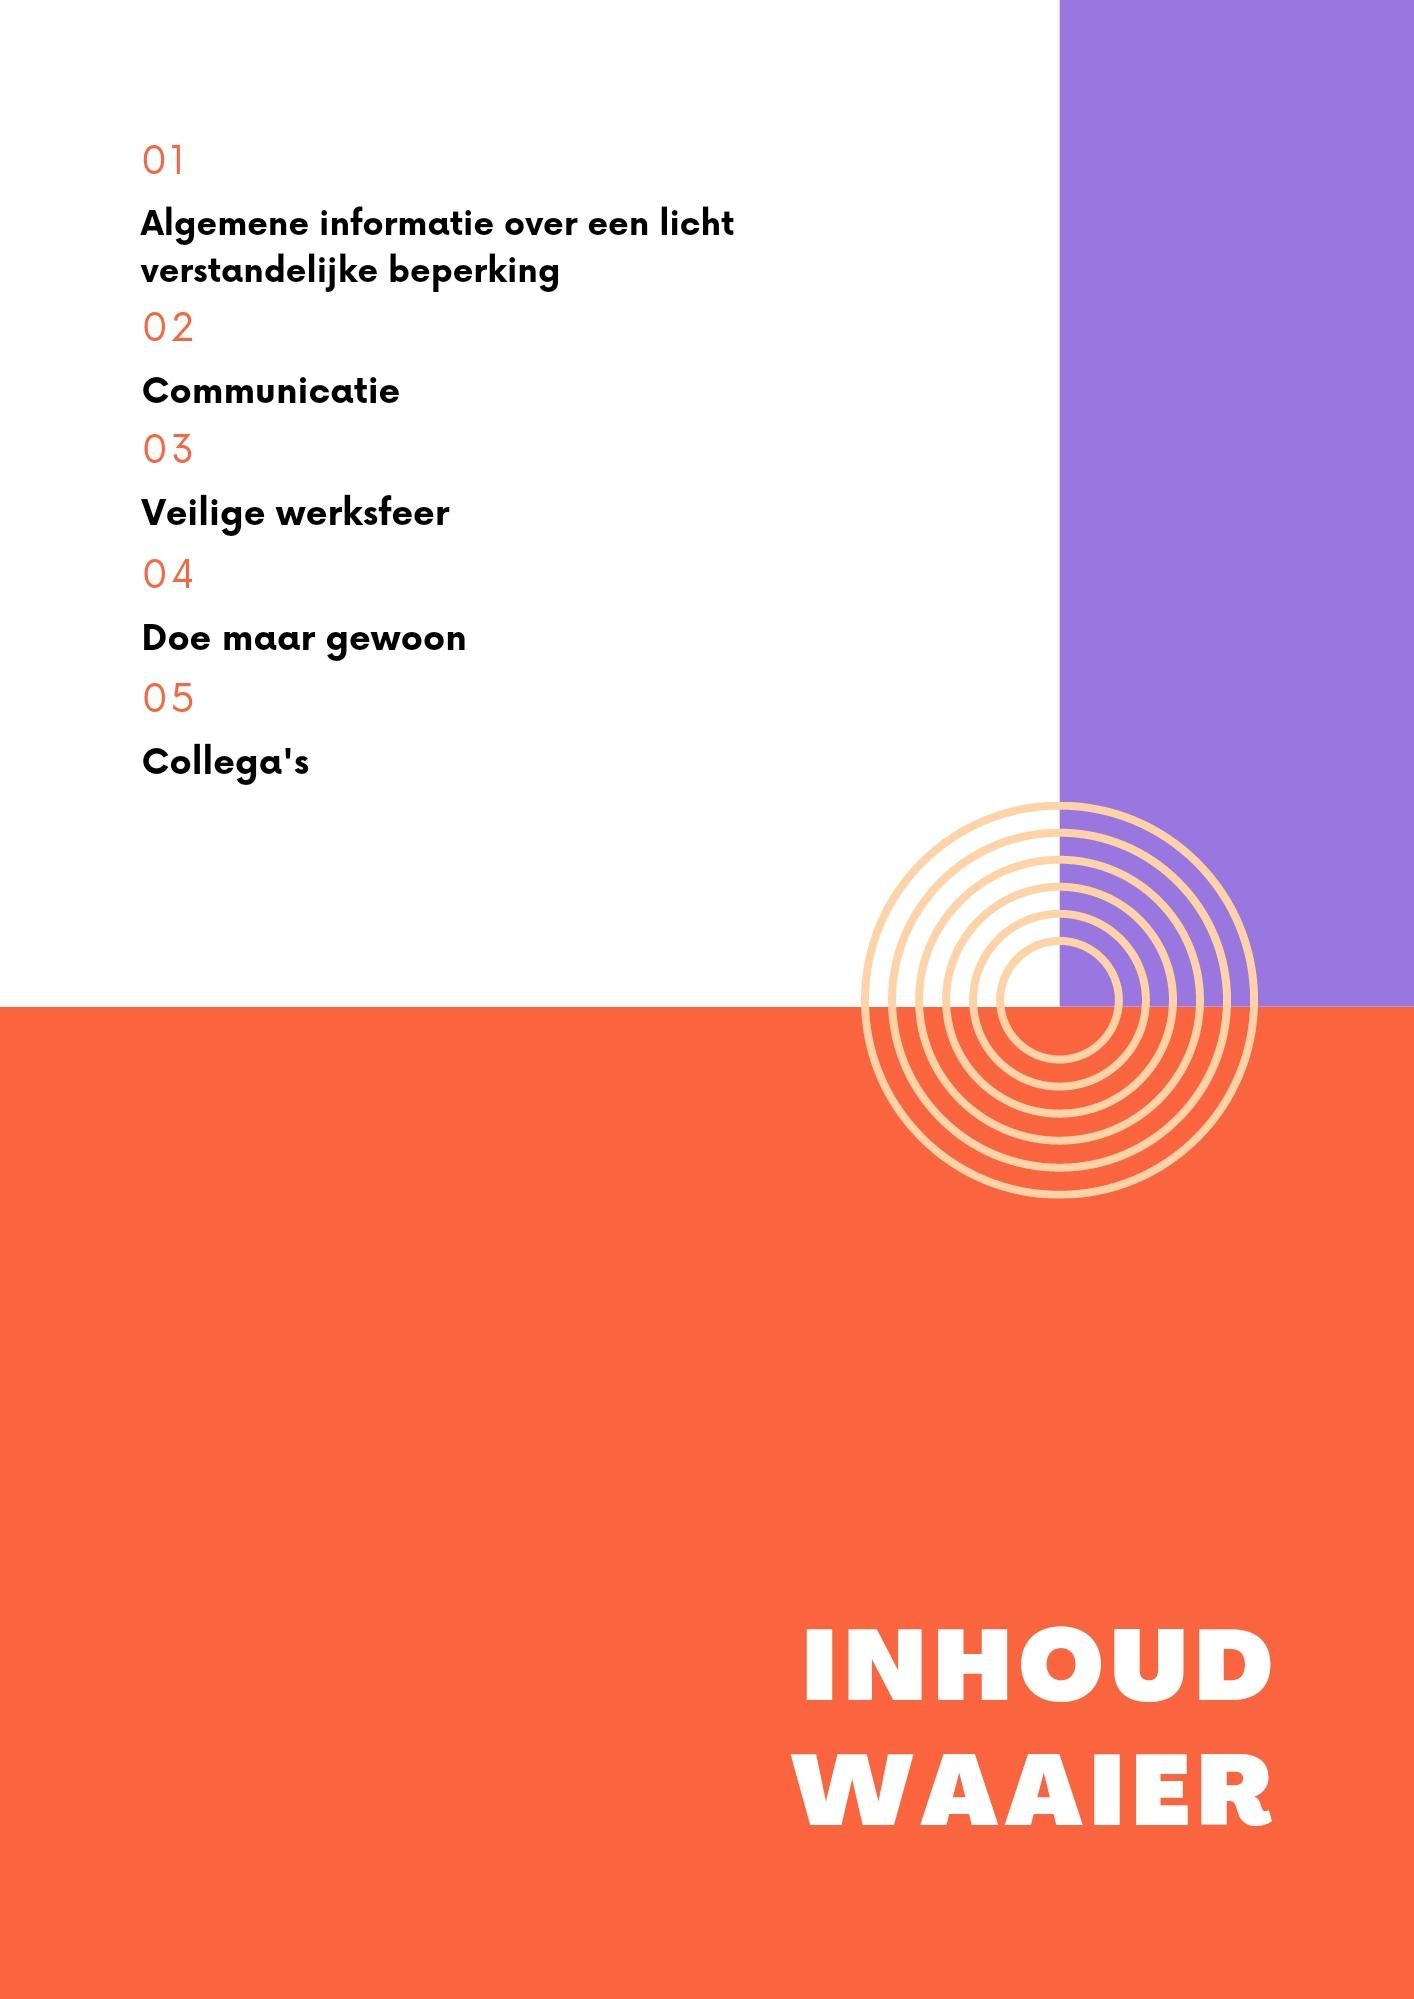 01
Algemene informatie over een licht
verstandelijke beperking
02
Communicatie
03
Veilige werksfeer
04
Doe maar gewoon
05
Collega's
INHOUD
WAAIER